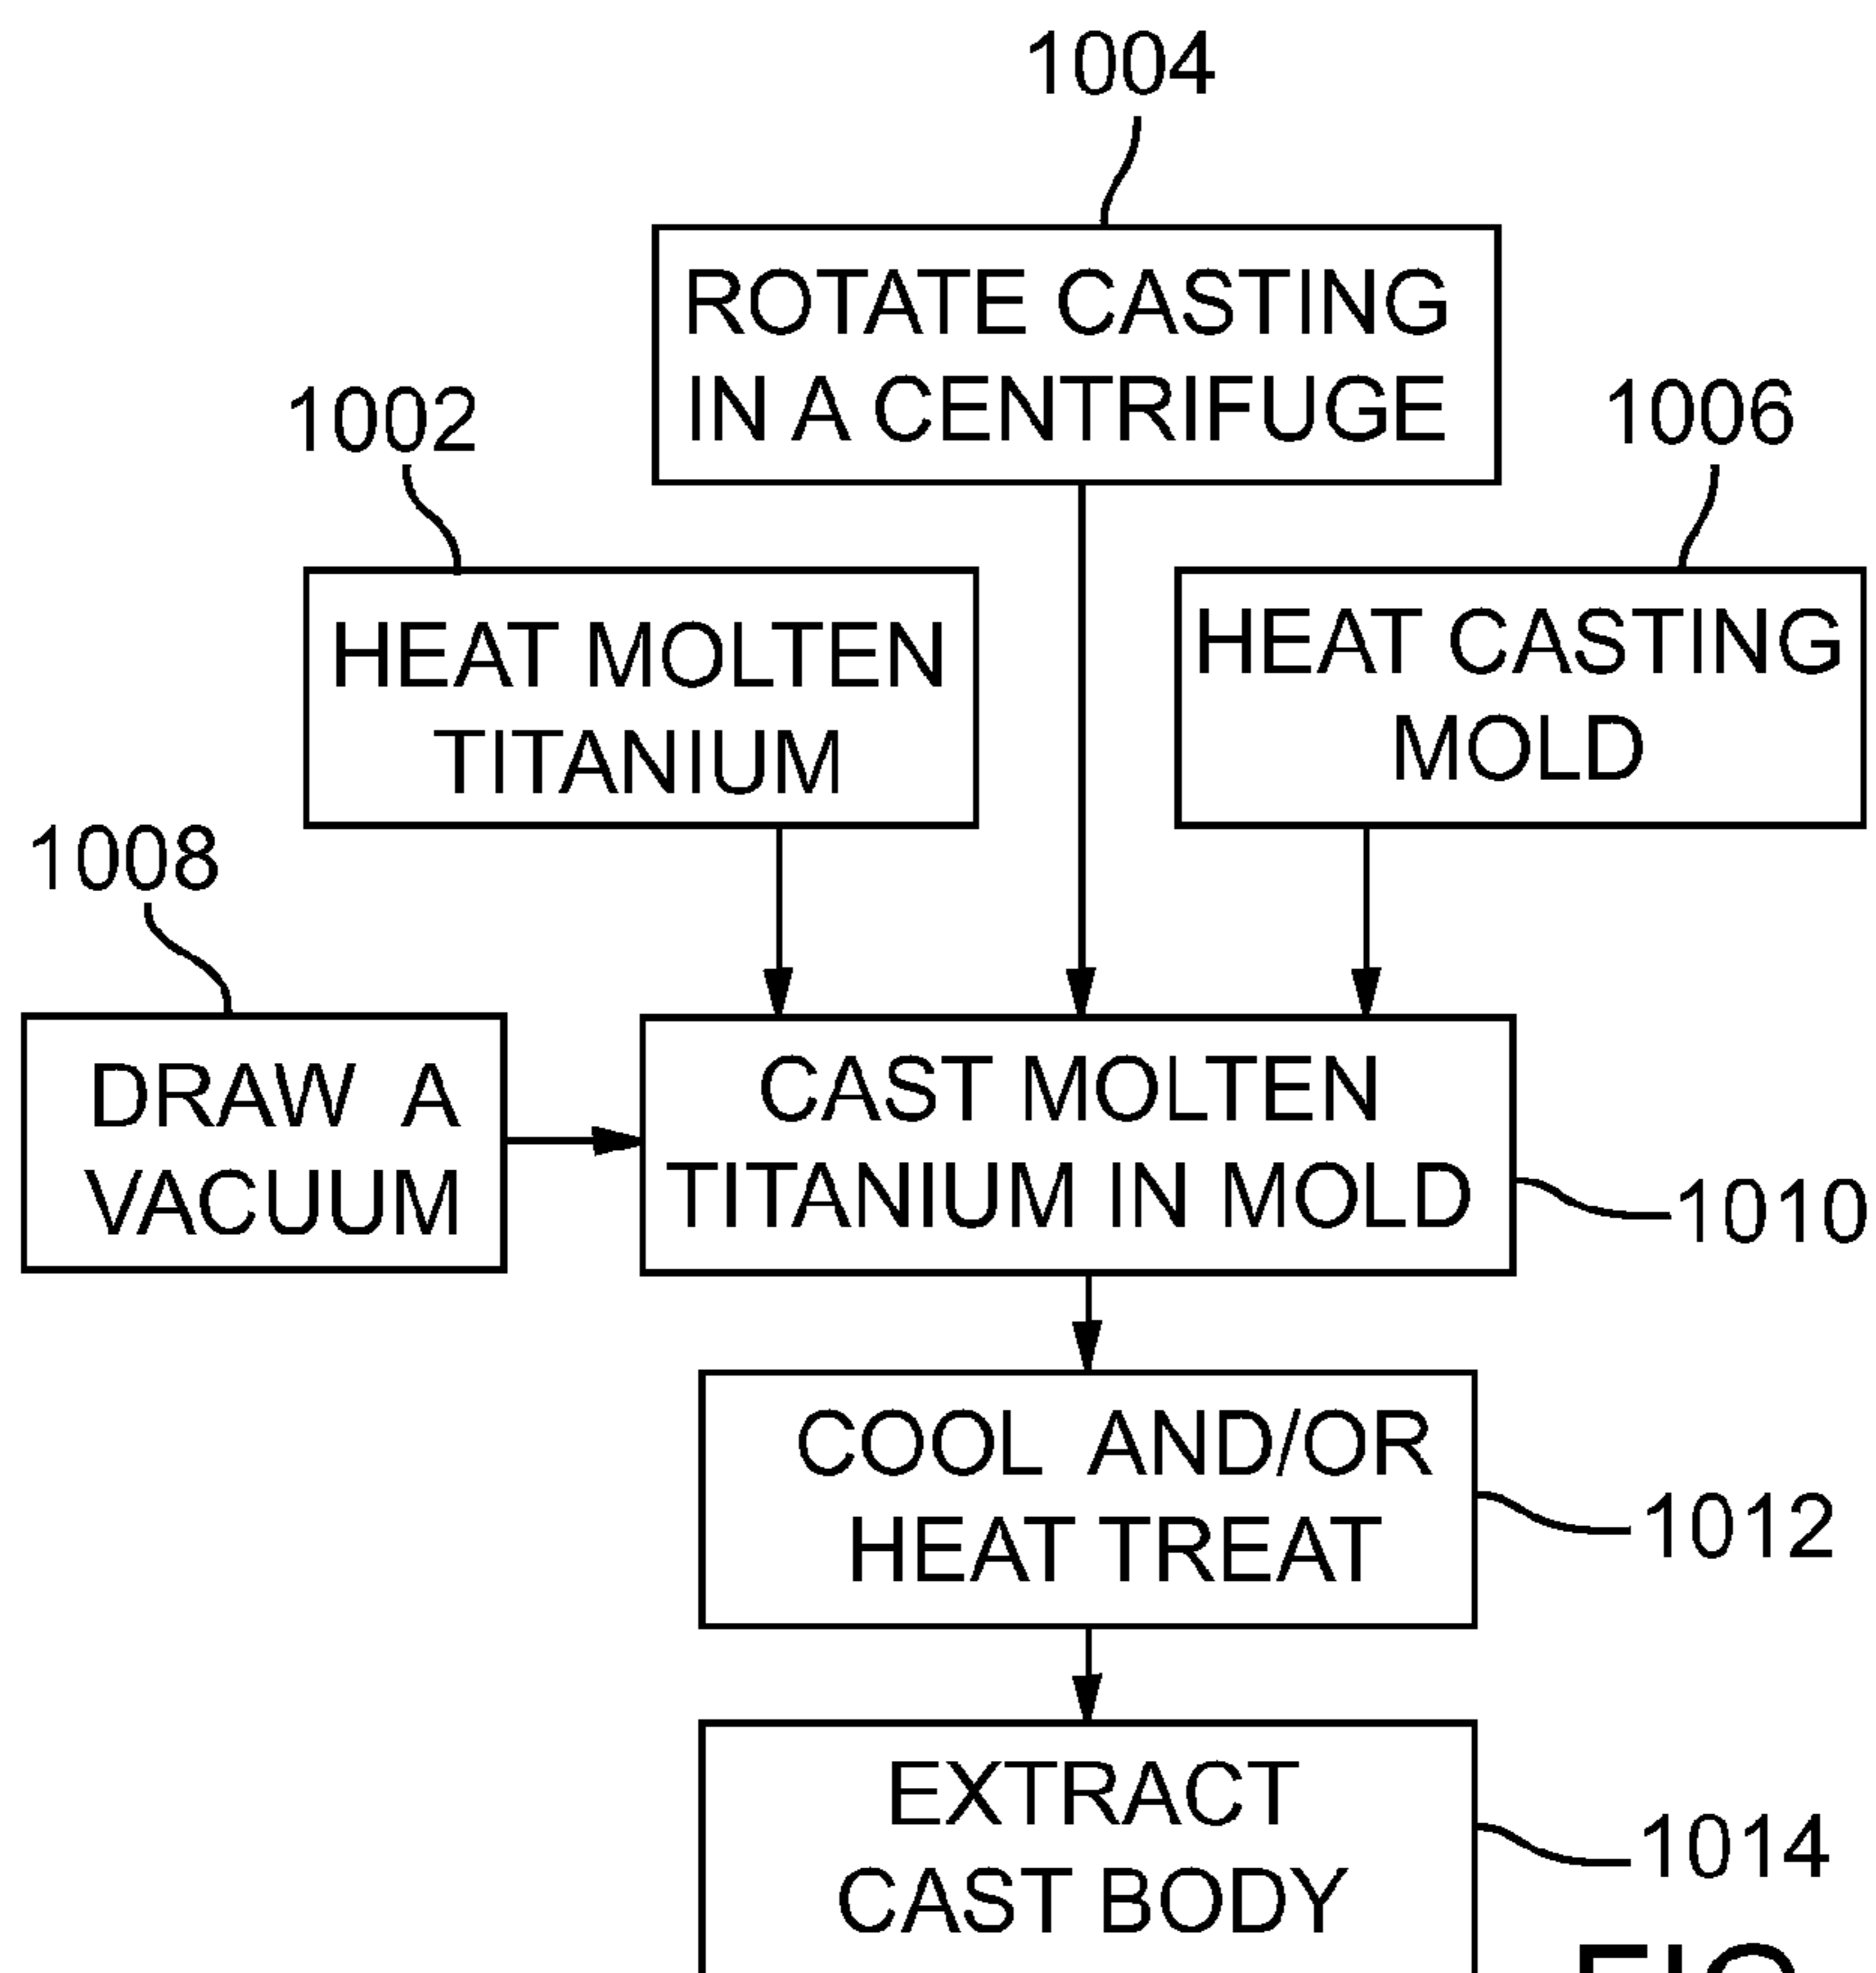 1004
ROTATE CASTING
IN A CENTRIFUGE
1002
1006
HEAT MOLTEN
TITANIUM
HEAT CASTING
MOLD
1008
DRAW A
VACUUM
CAST MOLTEN
TITANIUM IN MOLD
1010
COOL AND/OR
HEAT TREAT
1012
EXTRACT
CAST BODY
1014